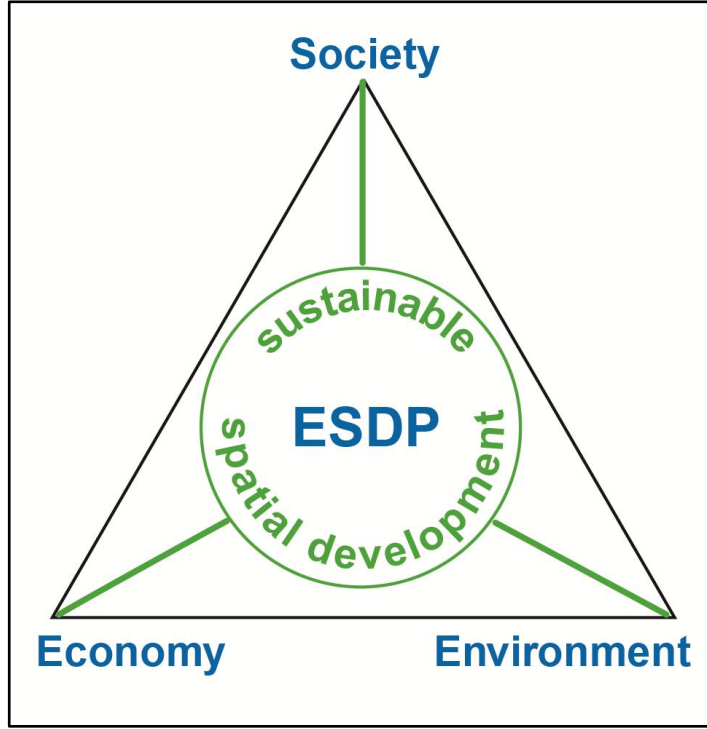 Society
sustainable
ESDP
spatial development
Economy
Environment